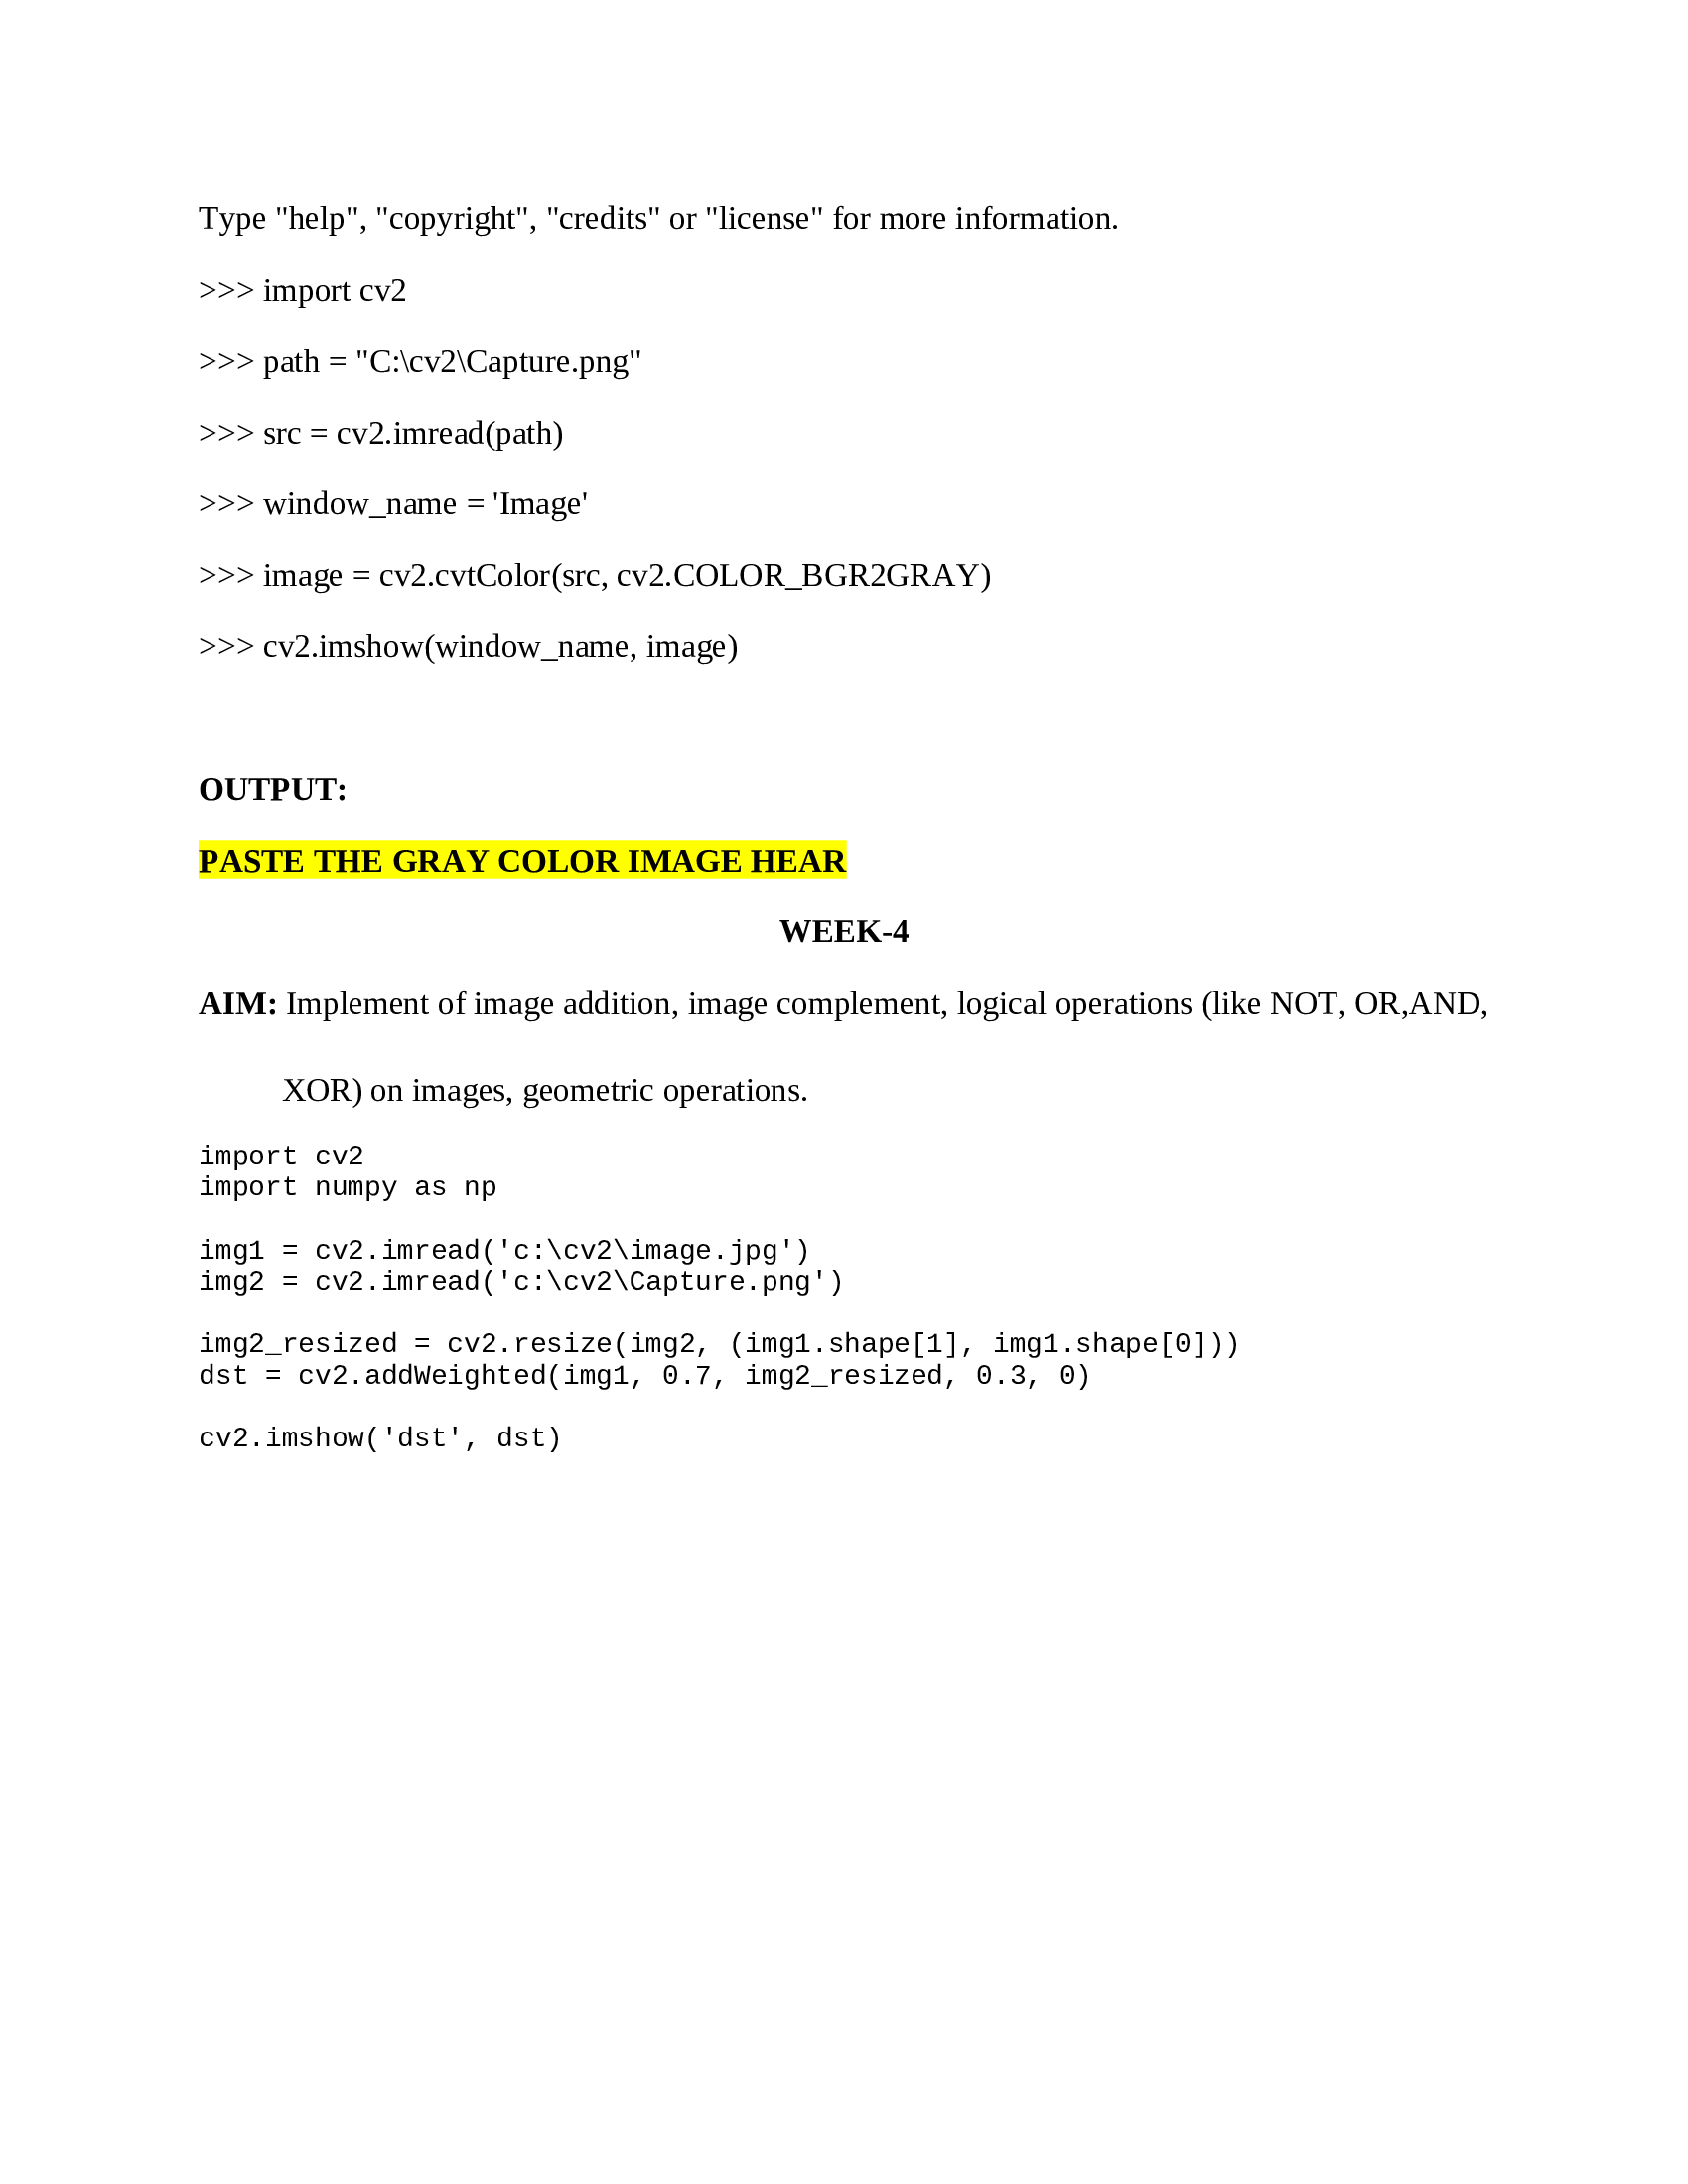 Type "help", "copyright", "credits" or "license" for more information.
>>> import cv2
>>> path = "C:\cv2\Capture.png"
>>> src = cv2.imread(path)
>>> window_name = 'Image'
>>> image = cv2.cvtColor(src, cv2.COLOR_BGR2GRAY)
>>> cv2.imshow(window_name, image)
OUTPUT:
PASTE THE GRAY COLOR IMAGE HEAR
WEEK-4
AIM: Implement of image addition, image complement, logical operations (like NOT, OR,AND,
XOR) on images, geometric operations.
import cv2
import numpy as np
img1 = cv2.imread('c:\cv2\image.jpg')
img2 = cv2.imread('c:\cv2\Capture.png')
img2_resized = cv2.resize(img2, (img1.shape[1], img1.shape[0]))
dst = cv2.addWeighted(img1, 0.7, img2_resized, 0.3, 0)
cv2.imshow('dst', dst)